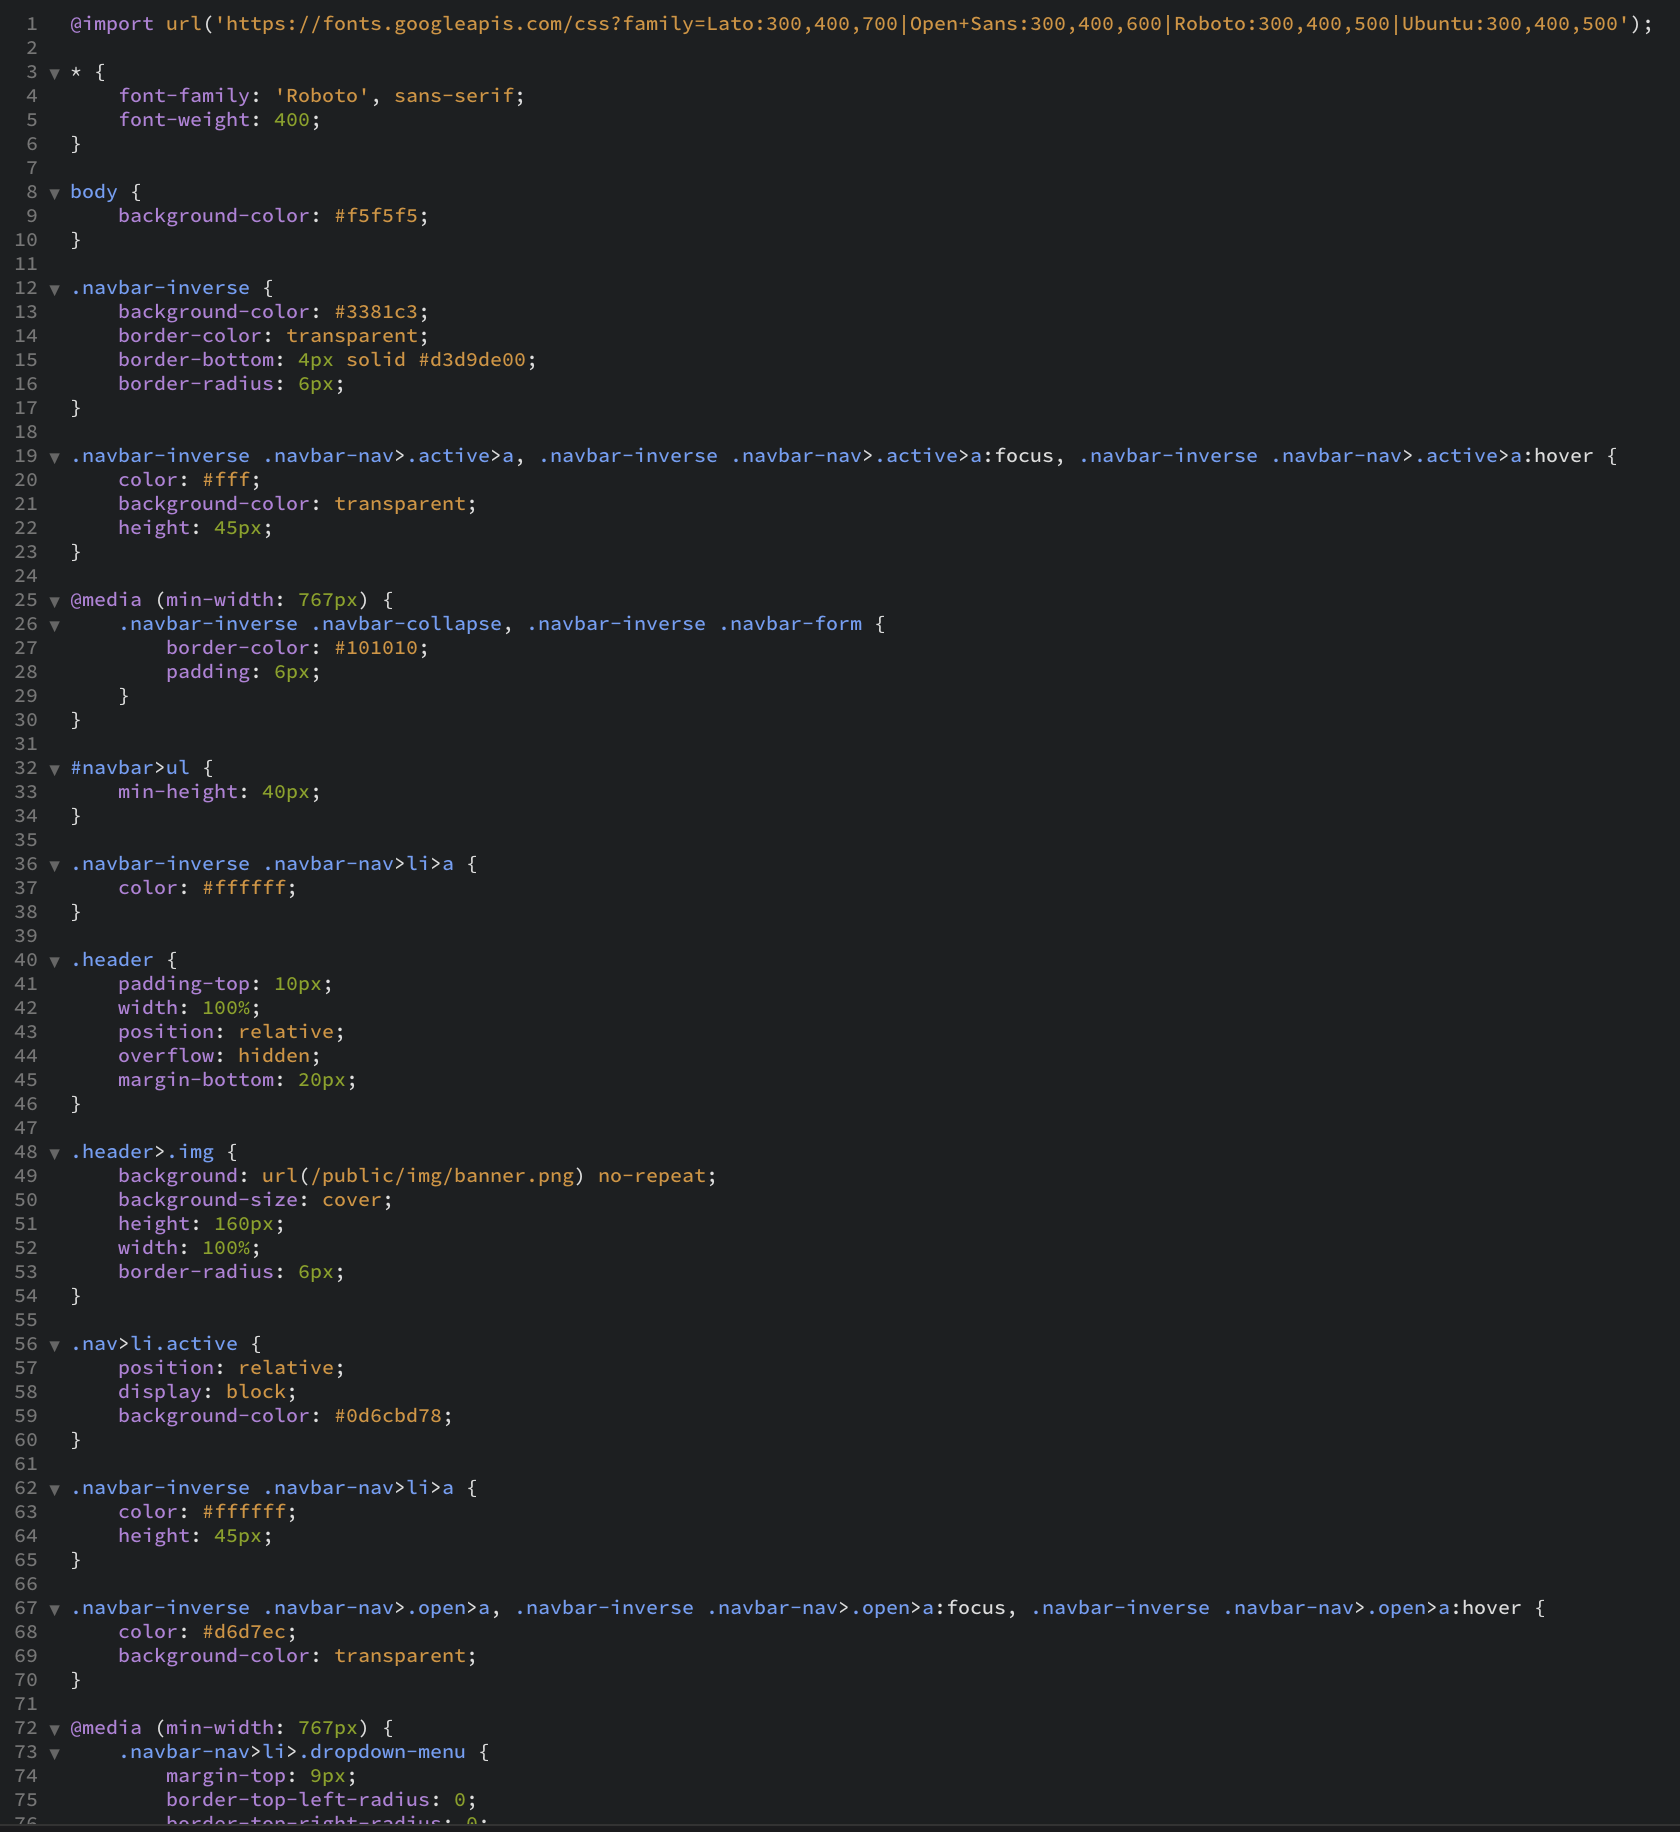 1 @import url('https://fonts.googleapis.com/css?family=Lato:300,400,700|Open+Sans:300,400,600|Roboto:300,400,500|Ubuntu:300,400,500');
2
3 ▼ * {
4     font-family: 'Roboto', sans-serif;
5     font-weight: 400;
6 }
7
8 ▼ body {
9     background-color: #f5f5f5;
10 }
11
12 ▼ .navbar-inverse {
13     background-color: #3381c3;
14     border-color: transparent;
15     border-bottom: 4px solid #d3d9de00;
16     border-radius: 6px;
17 }
18
19 ▼ .navbar-inverse .navbar-nav>.active>a, .navbar-inverse .navbar-nav>.active>a:focus, .navbar-inverse .navbar-nav>.active>a:hover {
20     color: #fff;
21     background-color: transparent;
22     height: 45px;
23 }
24
25 ▼ @media (min-width: 767px) {
26 ▼     .navbar-inverse .navbar-collapse, .navbar-inverse .navbar-form {
27         border-color: #101010;
28         padding: 6px;
29     }
30 }
31
32 ▼ #navbar>ul {
33     min-height: 40px;
34 }
35
36 ▼ .navbar-inverse .navbar-nav>li>a {
37     color: #ffffff;
38 }
39
40 ▼ .header {
41     padding-top: 10px;
42     width: 100%;
43     position: relative;
44     overflow: hidden;
45     margin-bottom: 20px;
46 }
47
48 ▼ .header>.img {
49     background: url(/public/img/banner.png) no-repeat;
50     background-size: cover;
51     height: 160px;
52     width: 100%;
53     border-radius: 6px;
54 }
55
56 ▼ .nav>li.active {
57     position: relative;
58     display: block;
59     background-color: #0d6cbd78;
60 }
61
62 ▼ .navbar-inverse .navbar-nav>li>a {
63     color: #ffffff;
64     height: 45px;
65 }
66
67 ▼ .navbar-inverse .navbar-nav>.open>a, .navbar-inverse .navbar-nav>.open>a:focus, .navbar-inverse .navbar-nav>.open>a:hover {
68     color: #d6d7ec;
69     background-color: transparent;
70 }
71
72 ▼ @media (min-width: 767px) {
73 ▼     .navbar-nav>li>.dropdown-menu {
74         margin-top: 9px;
75         border-top-left-radius: 0;
76         border-top-right-radius: 0;